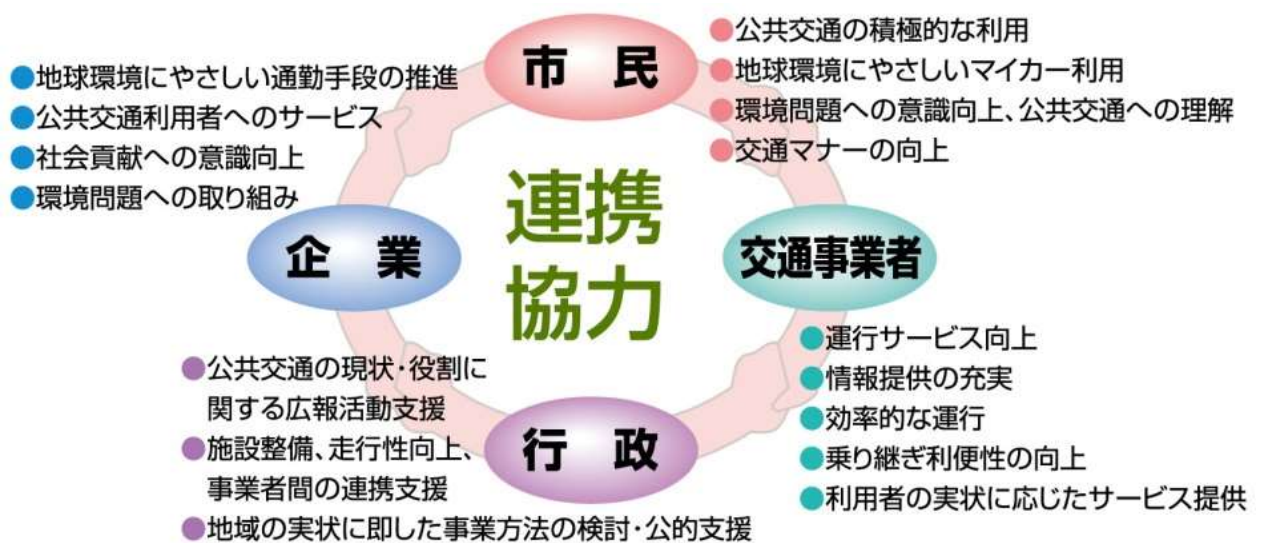 市 民
●公共交通の積極的な利用
●地球環境にやさしいマイカー利用
●環境問題への意識向上、公共交通への理解
●交通マナーの向上
●地球環境にやさしい通勤手段の推進
●公共交通利用者へのサービス
●社会貢献への意識向上
●環境問題への取り組み
企 業
連携
協力
交通事業者
●運行サービス向上
●情報提供の充実
●効率的な運行
●乗り継ぎ利便性の向上
●利用者の実状に応じたサービス提供
行 政
●公共交通の現状・役割に
関する広報活動支援
●施設整備、走行性向上、
事業者間の連携支援
●地域の実状に即した事業方法の検討・公的支援